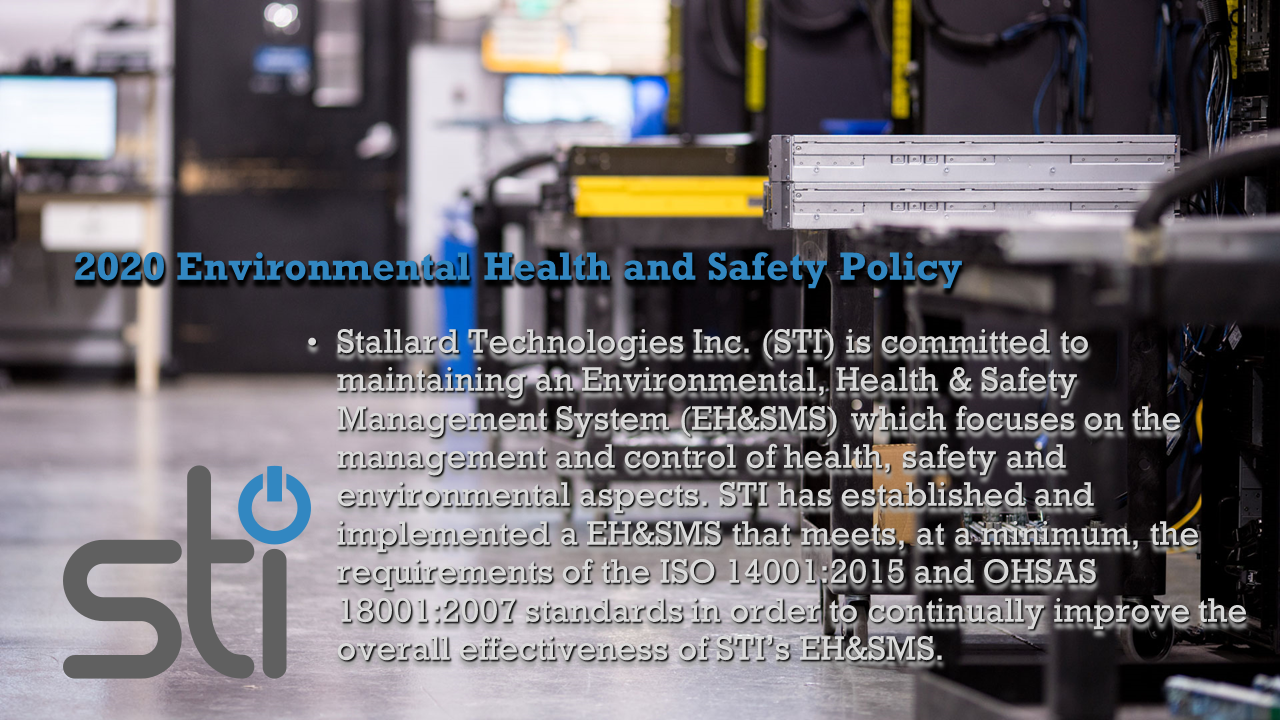 2020 Environmental Health and Safety Policy
• Stallard Technologies Inc. (STI) is committed to
maintaining an Environmental, Health & Safety
Management System (EH&SMS) which focuses on the
management and control of health, safety and
environmental aspects. STI has established and
implemented a EH&SMS that meets, at a minimum, the
requirements of the ISO 14001:2015 and OHSAS
18001:2007 standards in order to continually improve the
overall effectiveness of STI’s EH&SMS.
sti